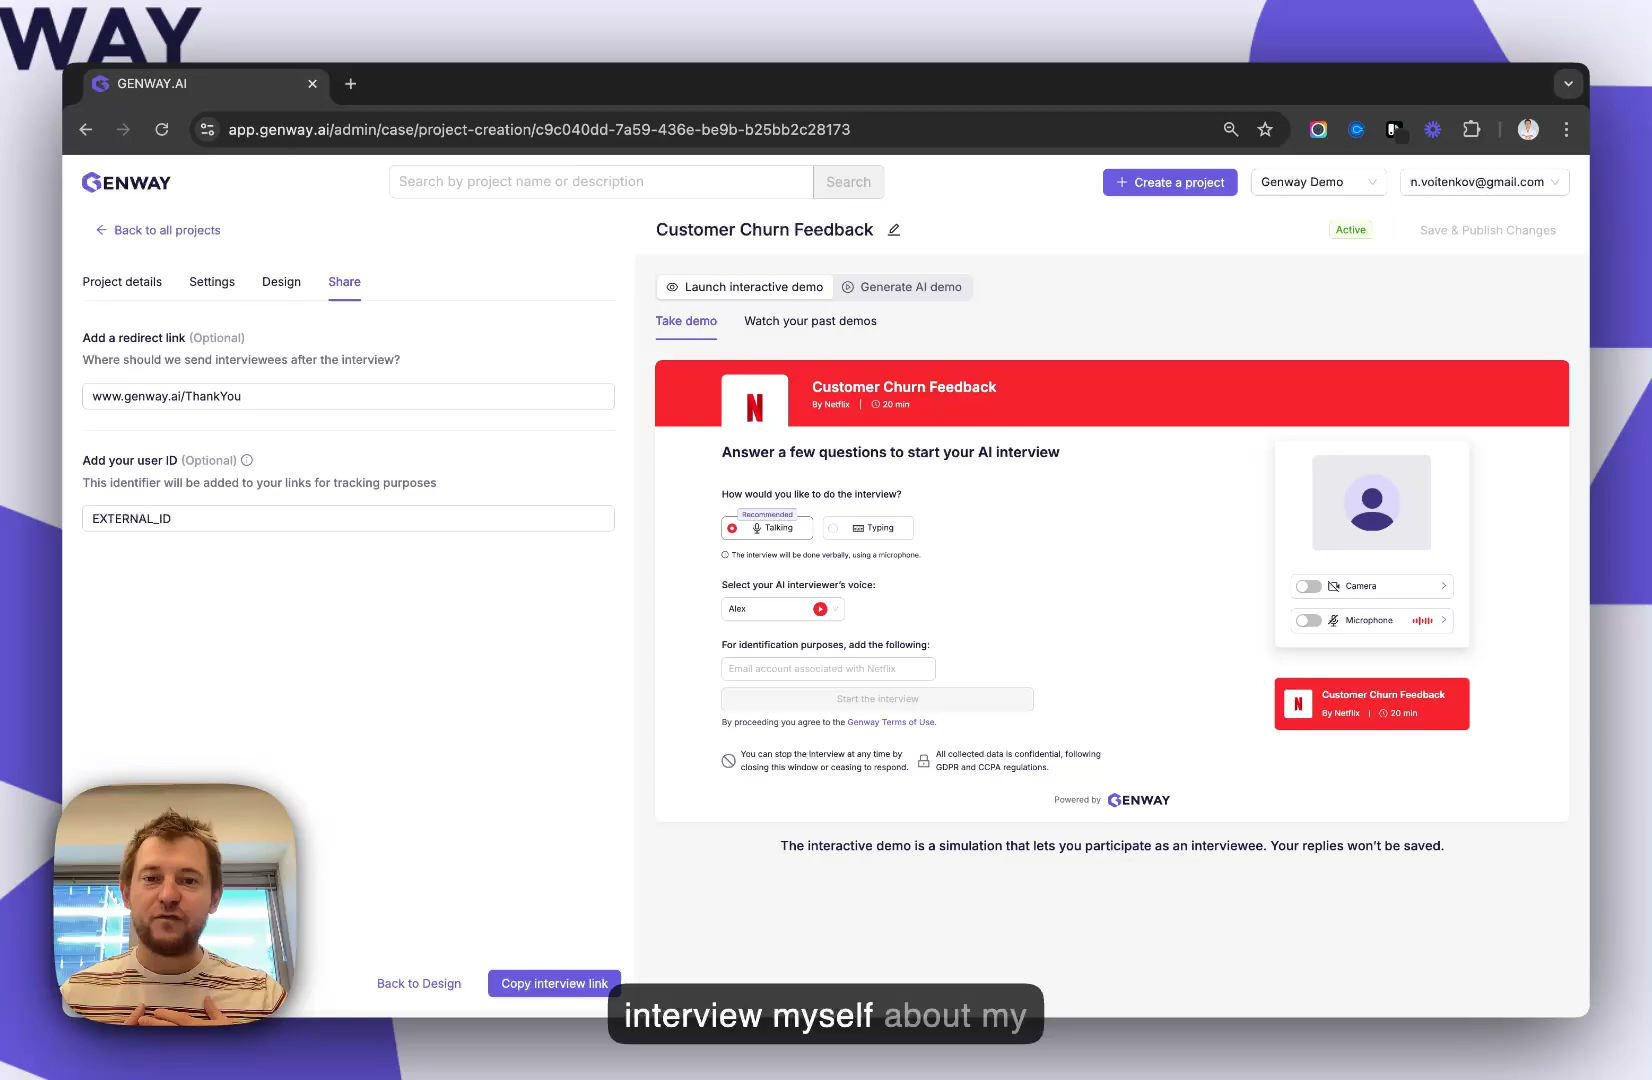 WAY
GENWAY.AI
app.genway.ai/admin/case/project-creation/c9c040dd-7a59-436e-be9b-b25bb2c28173
GENWAY
Search by project name or description
Search
Create a project
Genway Demo
n.voitenkov@gmail.com
Back to all projects
Customer Churn Feedback
Active
Save & Publish Changes
Project details
Settings
Design
Share
Add a redirect link (Optional)
Where should we send interviewees after the interview?
www.genway.ai/ThankYou
Add your user ID (Optional)
This identifier will be added to your links for tracking purposes
EXTERNAL_ID
Back to Design
Copy interview link
Launch interactive demo
Generate AI demo
Take demo
Watch your past demos
N
Customer Churn Feedback
By Netflix | 20 min
Answer a few questions to start your AI interview
How would you like to do the interview?
Recommended
Talking
Typing
The interview will be done verbally, using a microphone.
Select your AI interviewer's voice:
Alex
For identification purposes, add the following:
Email account associated with Netflix
Start the interview
By proceeding you agree to the Genway Terms of Use.
You can stop the interview at any time by
closing this window or ceasing to respond.
All collected data is confidential, following
GDPR and CCPA regulations.
Camera
Microphone
N
Customer Churn Feedback
By Netflix | 20 min
Powered by GENWAY
The interactive demo is a simulation that lets you participate as an interviewee. Your replies won't be saved.
interview myself about my